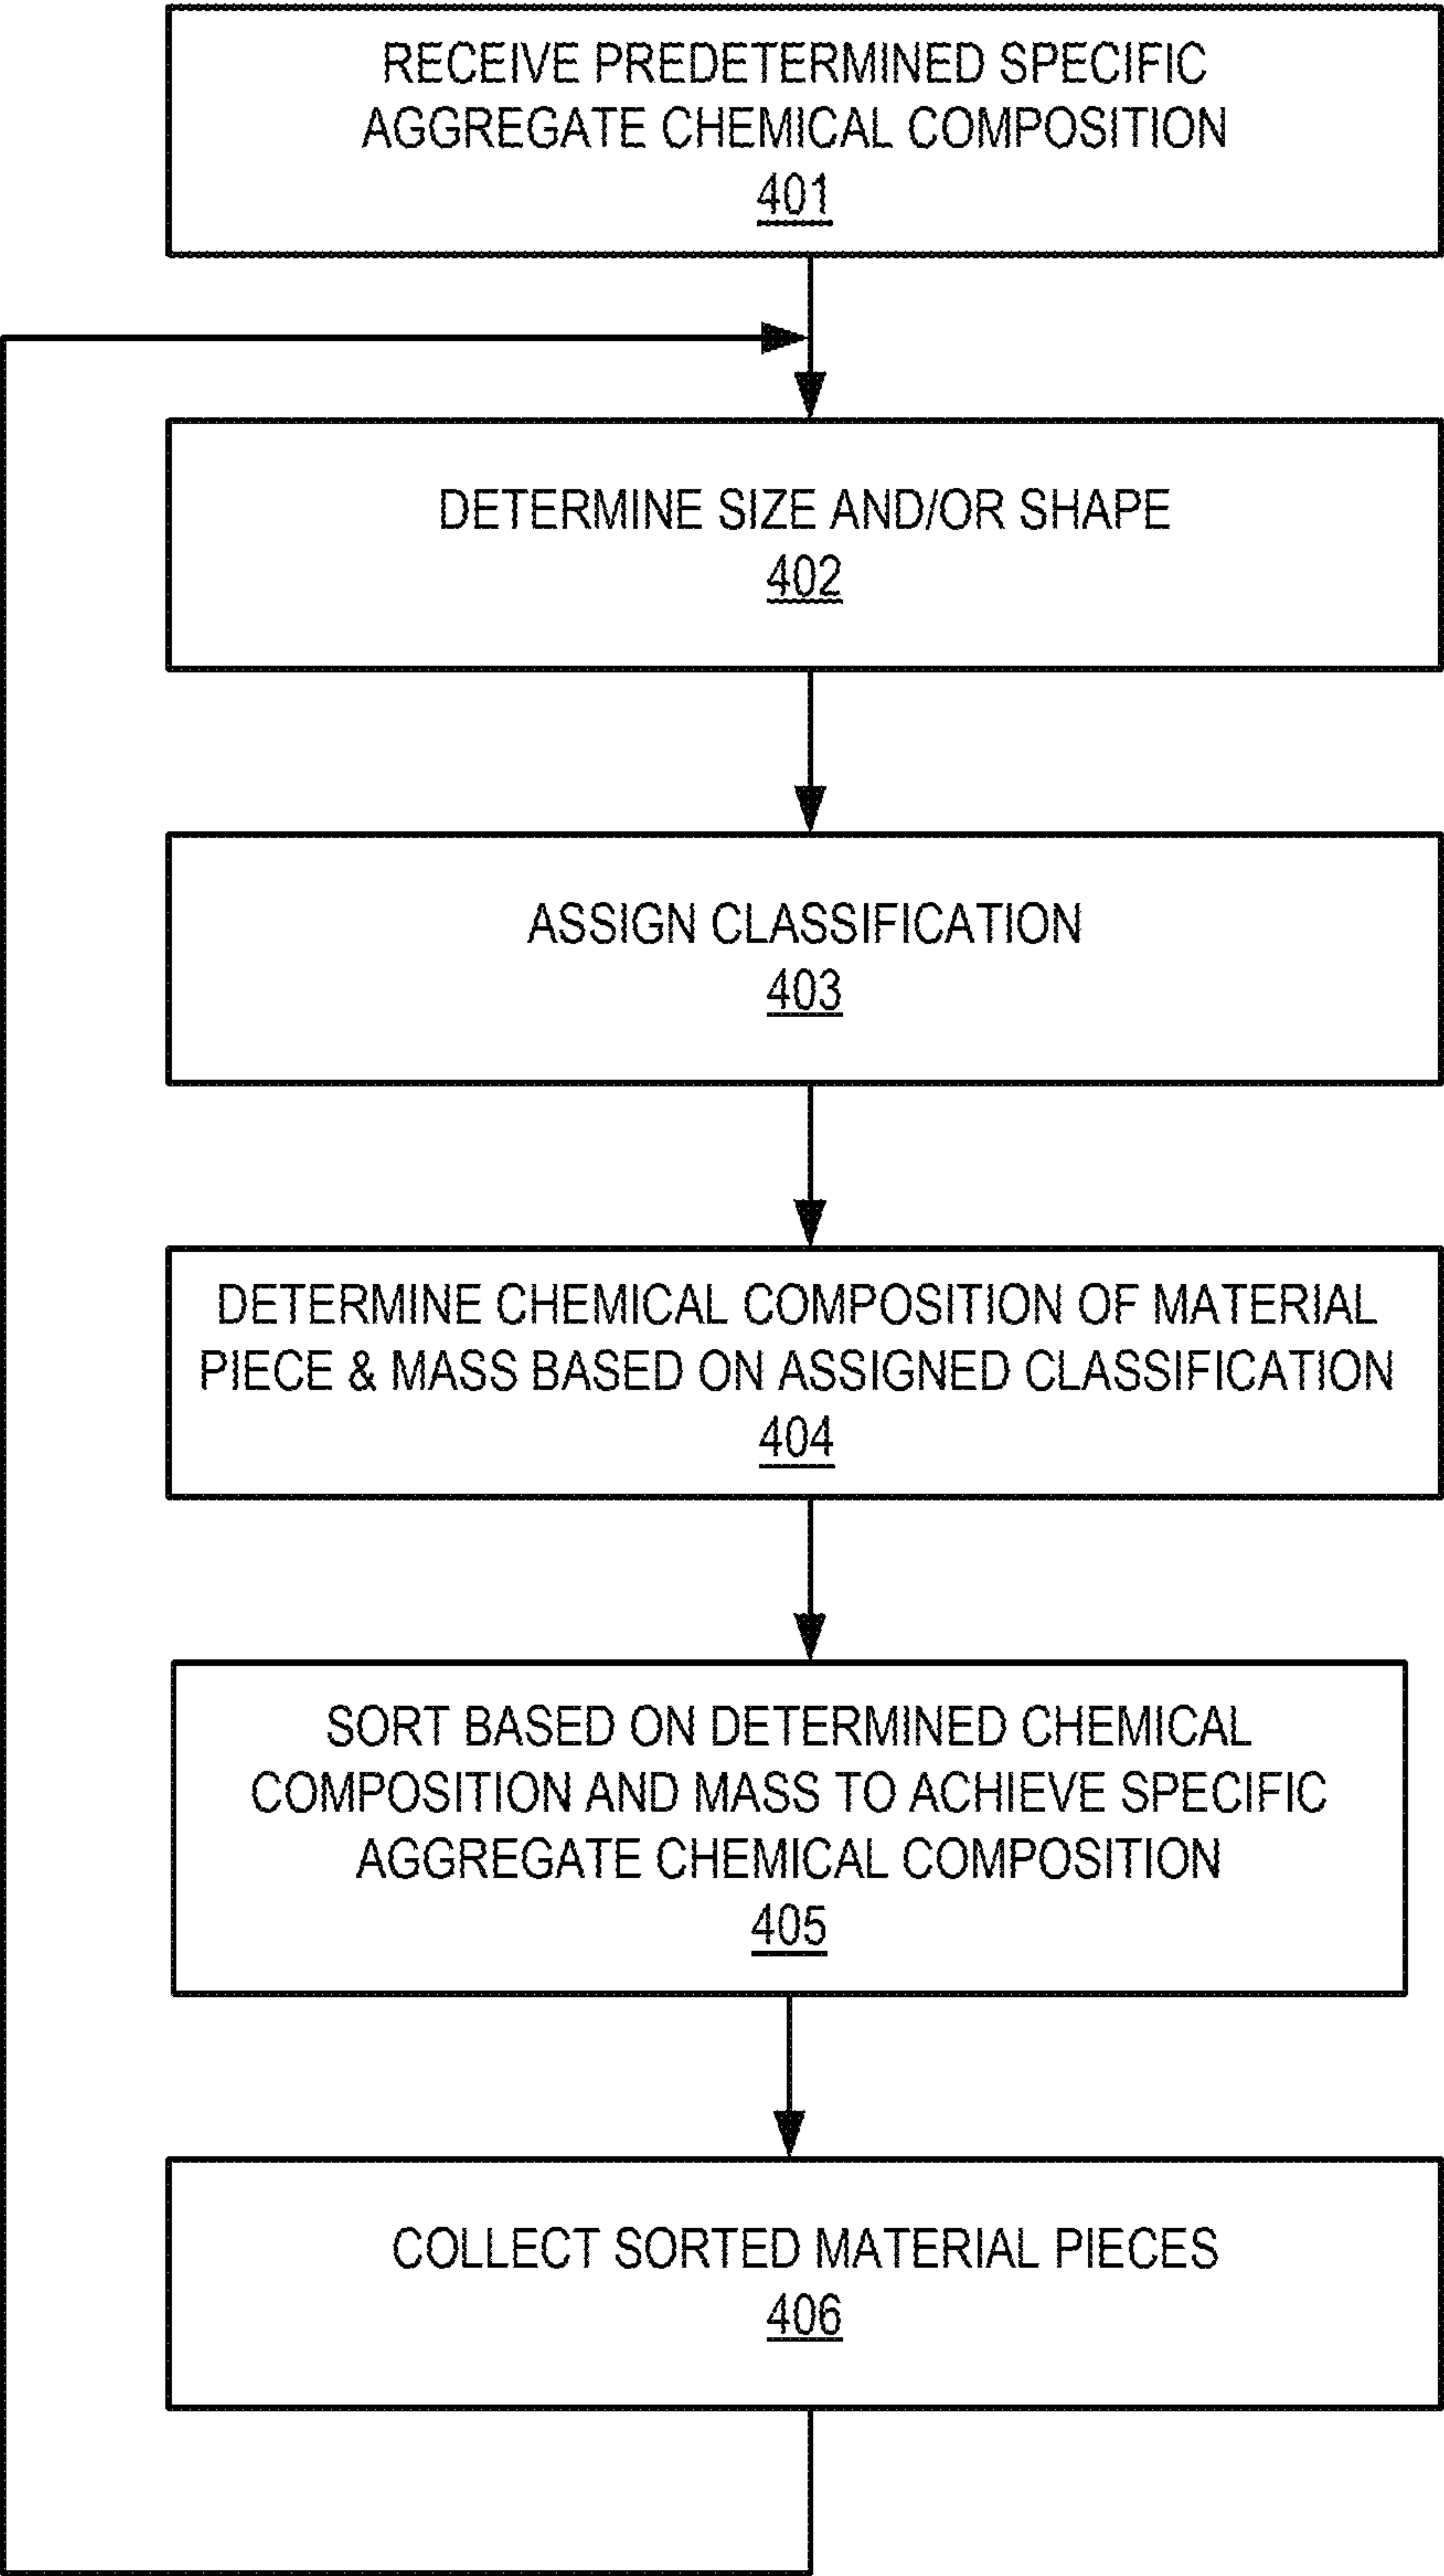 RECEIVE PREDETERMINED SPECIFIC
AGGREGATE CHEMICAL COMPOSITION
401
DETERMINE SIZE AND/OR SHAPE
402
ASSIGN CLASSIFICATION
403
DETERMINE CHEMICAL COMPOSITION OF MATERIAL
PIECE & MASS BASED ON ASSIGNED CLASSIFICATION
404
SORT BASED ON DETERMINED CHEMICAL
COMPOSITION AND MASS TO ACHIEVE SPECIFIC
AGGREGATE CHEMICAL COMPOSITION
405
COLLECT SORTED MATERIAL PIECES
406